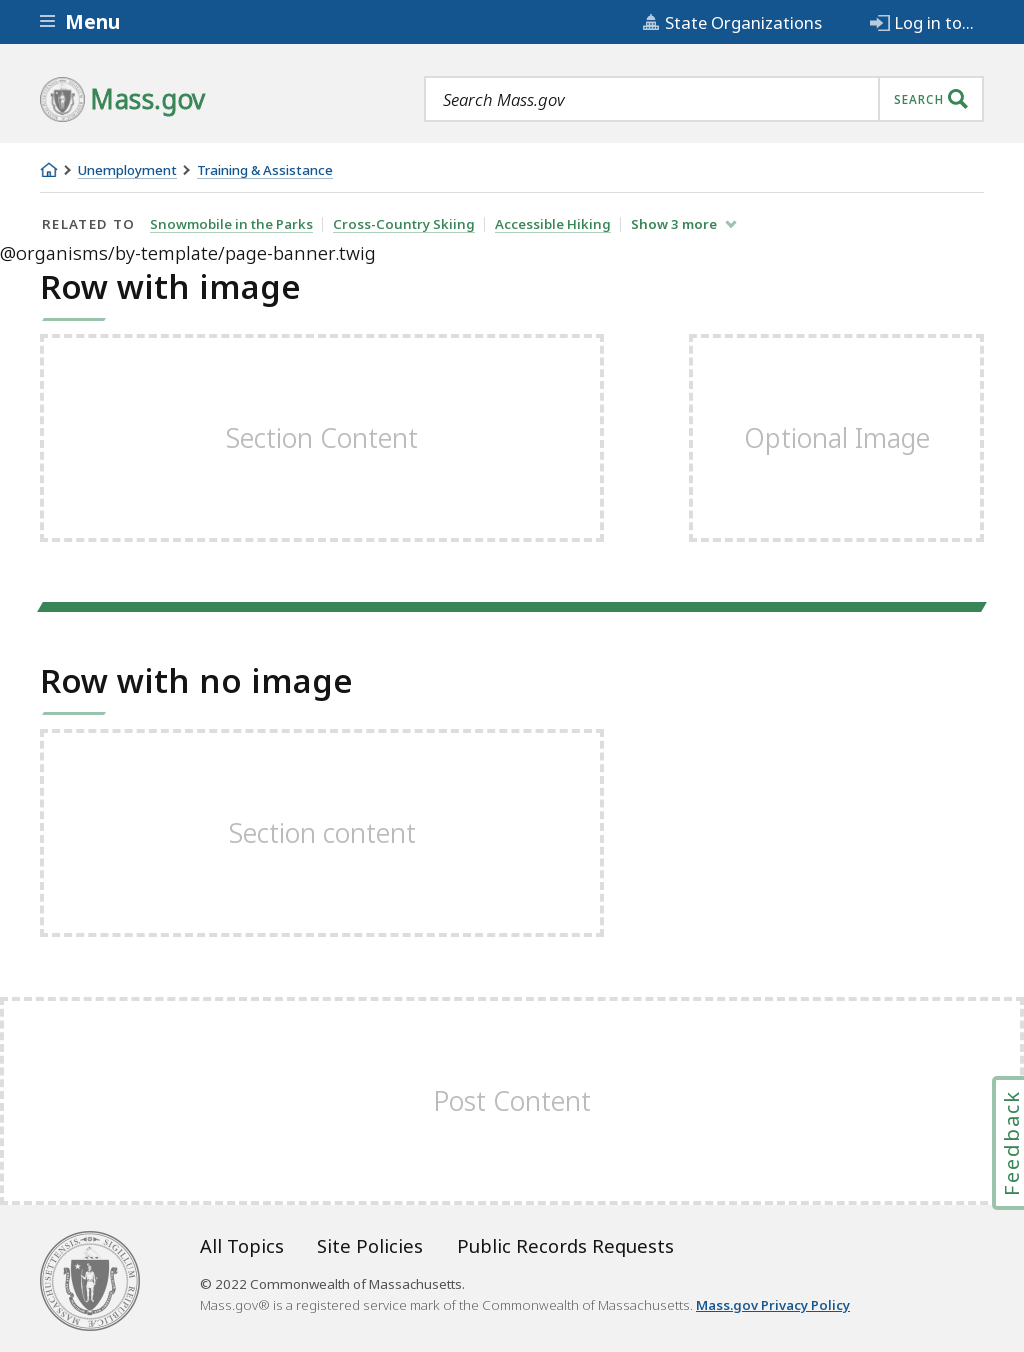 Menu
State Organizations
Log in to...
Mass.gov
Search Mass.gov
SEARCH
Unemployment
Training & Assistance
RELATED TO Snowmobile in the Parks Cross-Country Skiing Accessible Hiking Show 3 more
@organisms/by-template/page-banner.twig
Row with image
Section Content
Optional Image
Row with no image
Section content
Post Content
Feedback
All Topics Site Policies Public Records Requests
© 2022 Commonwealth of Massachusetts.
Mass.gov® is a registered service mark of the Commonwealth of Massachusetts. Mass.gov Privacy Policy